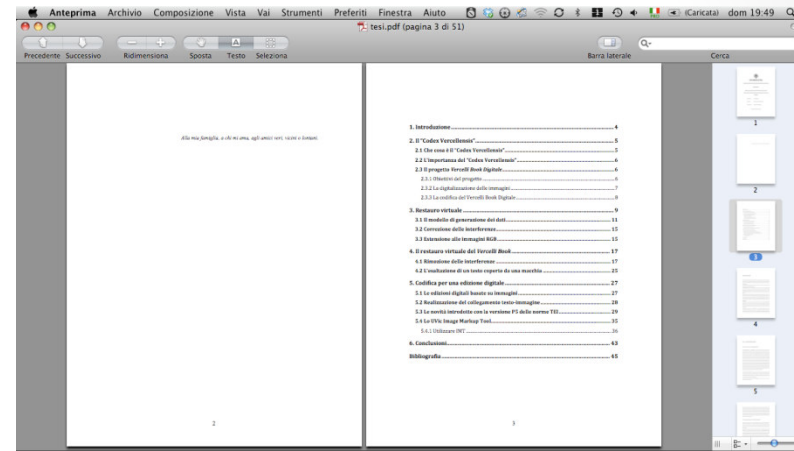 Anteprima Archivio Composizione Vista Vai Strumenti Preferiti Finestra Aiuto (Caricata) dom 19:49
tesi.pdf (pagina 3 di 51)
Precedente Successivo Ridimensiona Sposta Testo Seleziona Barra laterale Cerca
Alla mia famiglia, a chi mi ama, agli amici veri, vicini e lontani.
2
1. Introduzione 4
2. Il "Codex Vercellensis" 5
2.1 Che cosa è il "Codex Vercellensis" 5
2.2 L'importanza del "Codex Vercellensis" 6
2.3 Il progetto Vercelli Book Digitale 6
2.3.1 Obiettivi del progetto 6
2.3.2 La digitalizzazione delle immagini 7
2.3.3 La codifica del Vercelli Book Digitale 8
3. Restauro virtuale 9
3.1 Il modello di generazione dei dati 11
3.2 Correzione delle interferenze 15
3.3 Estensione alle immagini RGB 15
4. Il restauro virtuale del Vercelli Book 17
4.1 Rimozione delle interferenze 17
4.2 L'esaltazione di un testo coperto da una macchia 25
5. Codifica per una edizione digitale 27
5.1 Le edizioni digitali basate su immagini 27
5.2 Realizzazione del collegamento testo-immagine 28
5.3 Le novità introdotte con la versione P5 delle norme TEI 29
5.4 Lo UVic Image Markup Tool 35
5.4.1 Utilizzare IMT 36
6. Conclusioni 43
Bibliografia 45
3
1
2
3
4
5